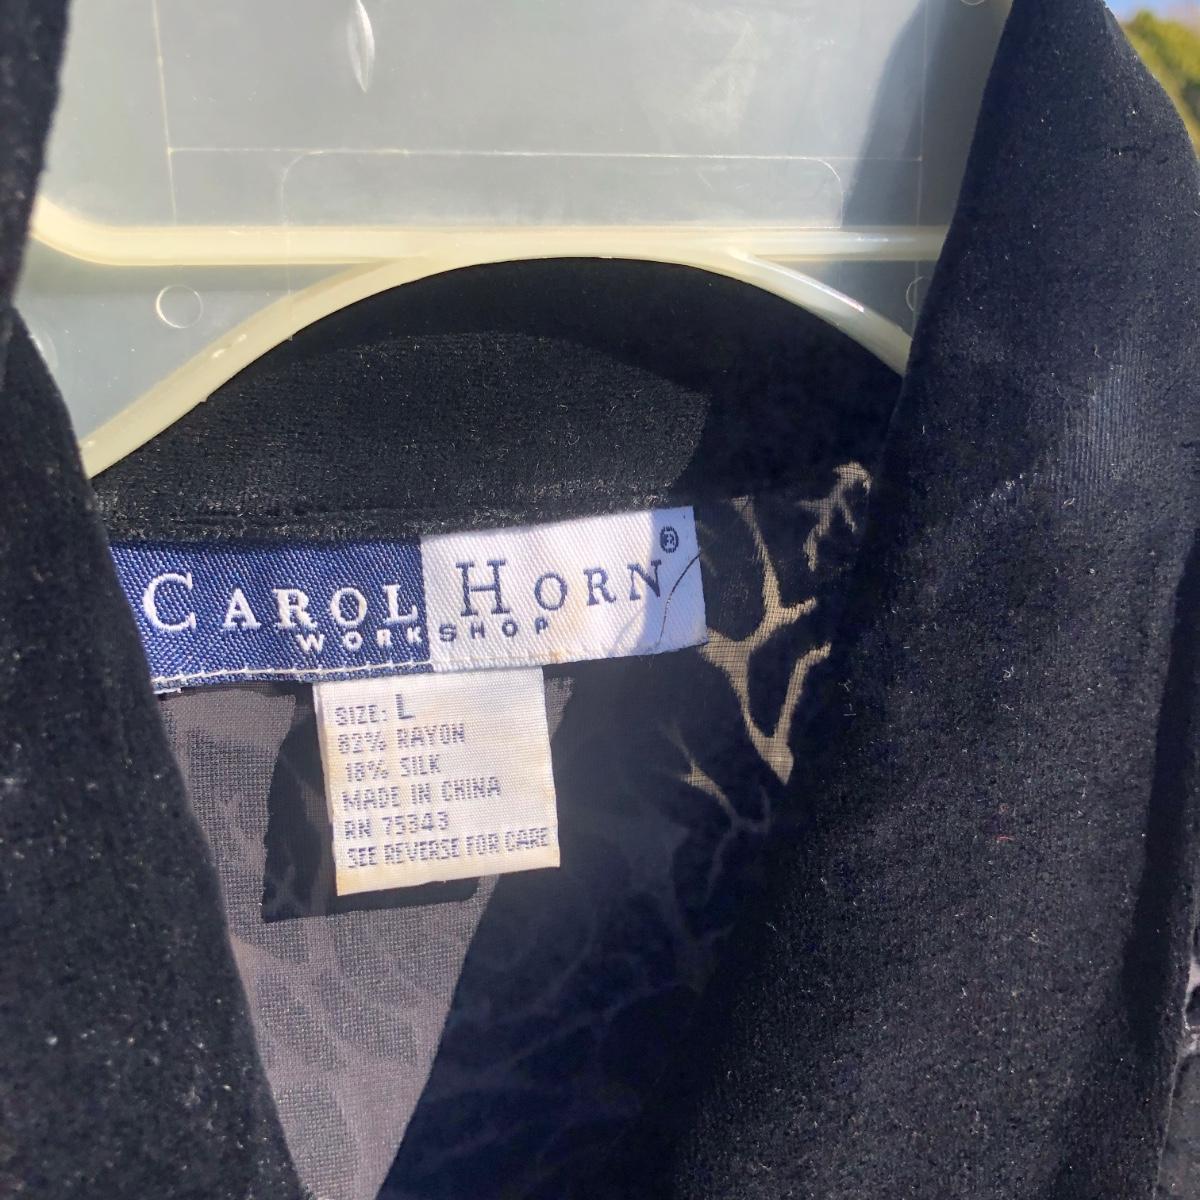 CAROL HORN®
WORKSHOP
SIZE: L
82% RAYON
18% SILK
MADE IN CHINA
RN 75343
SEE REVERSE FOR CARE